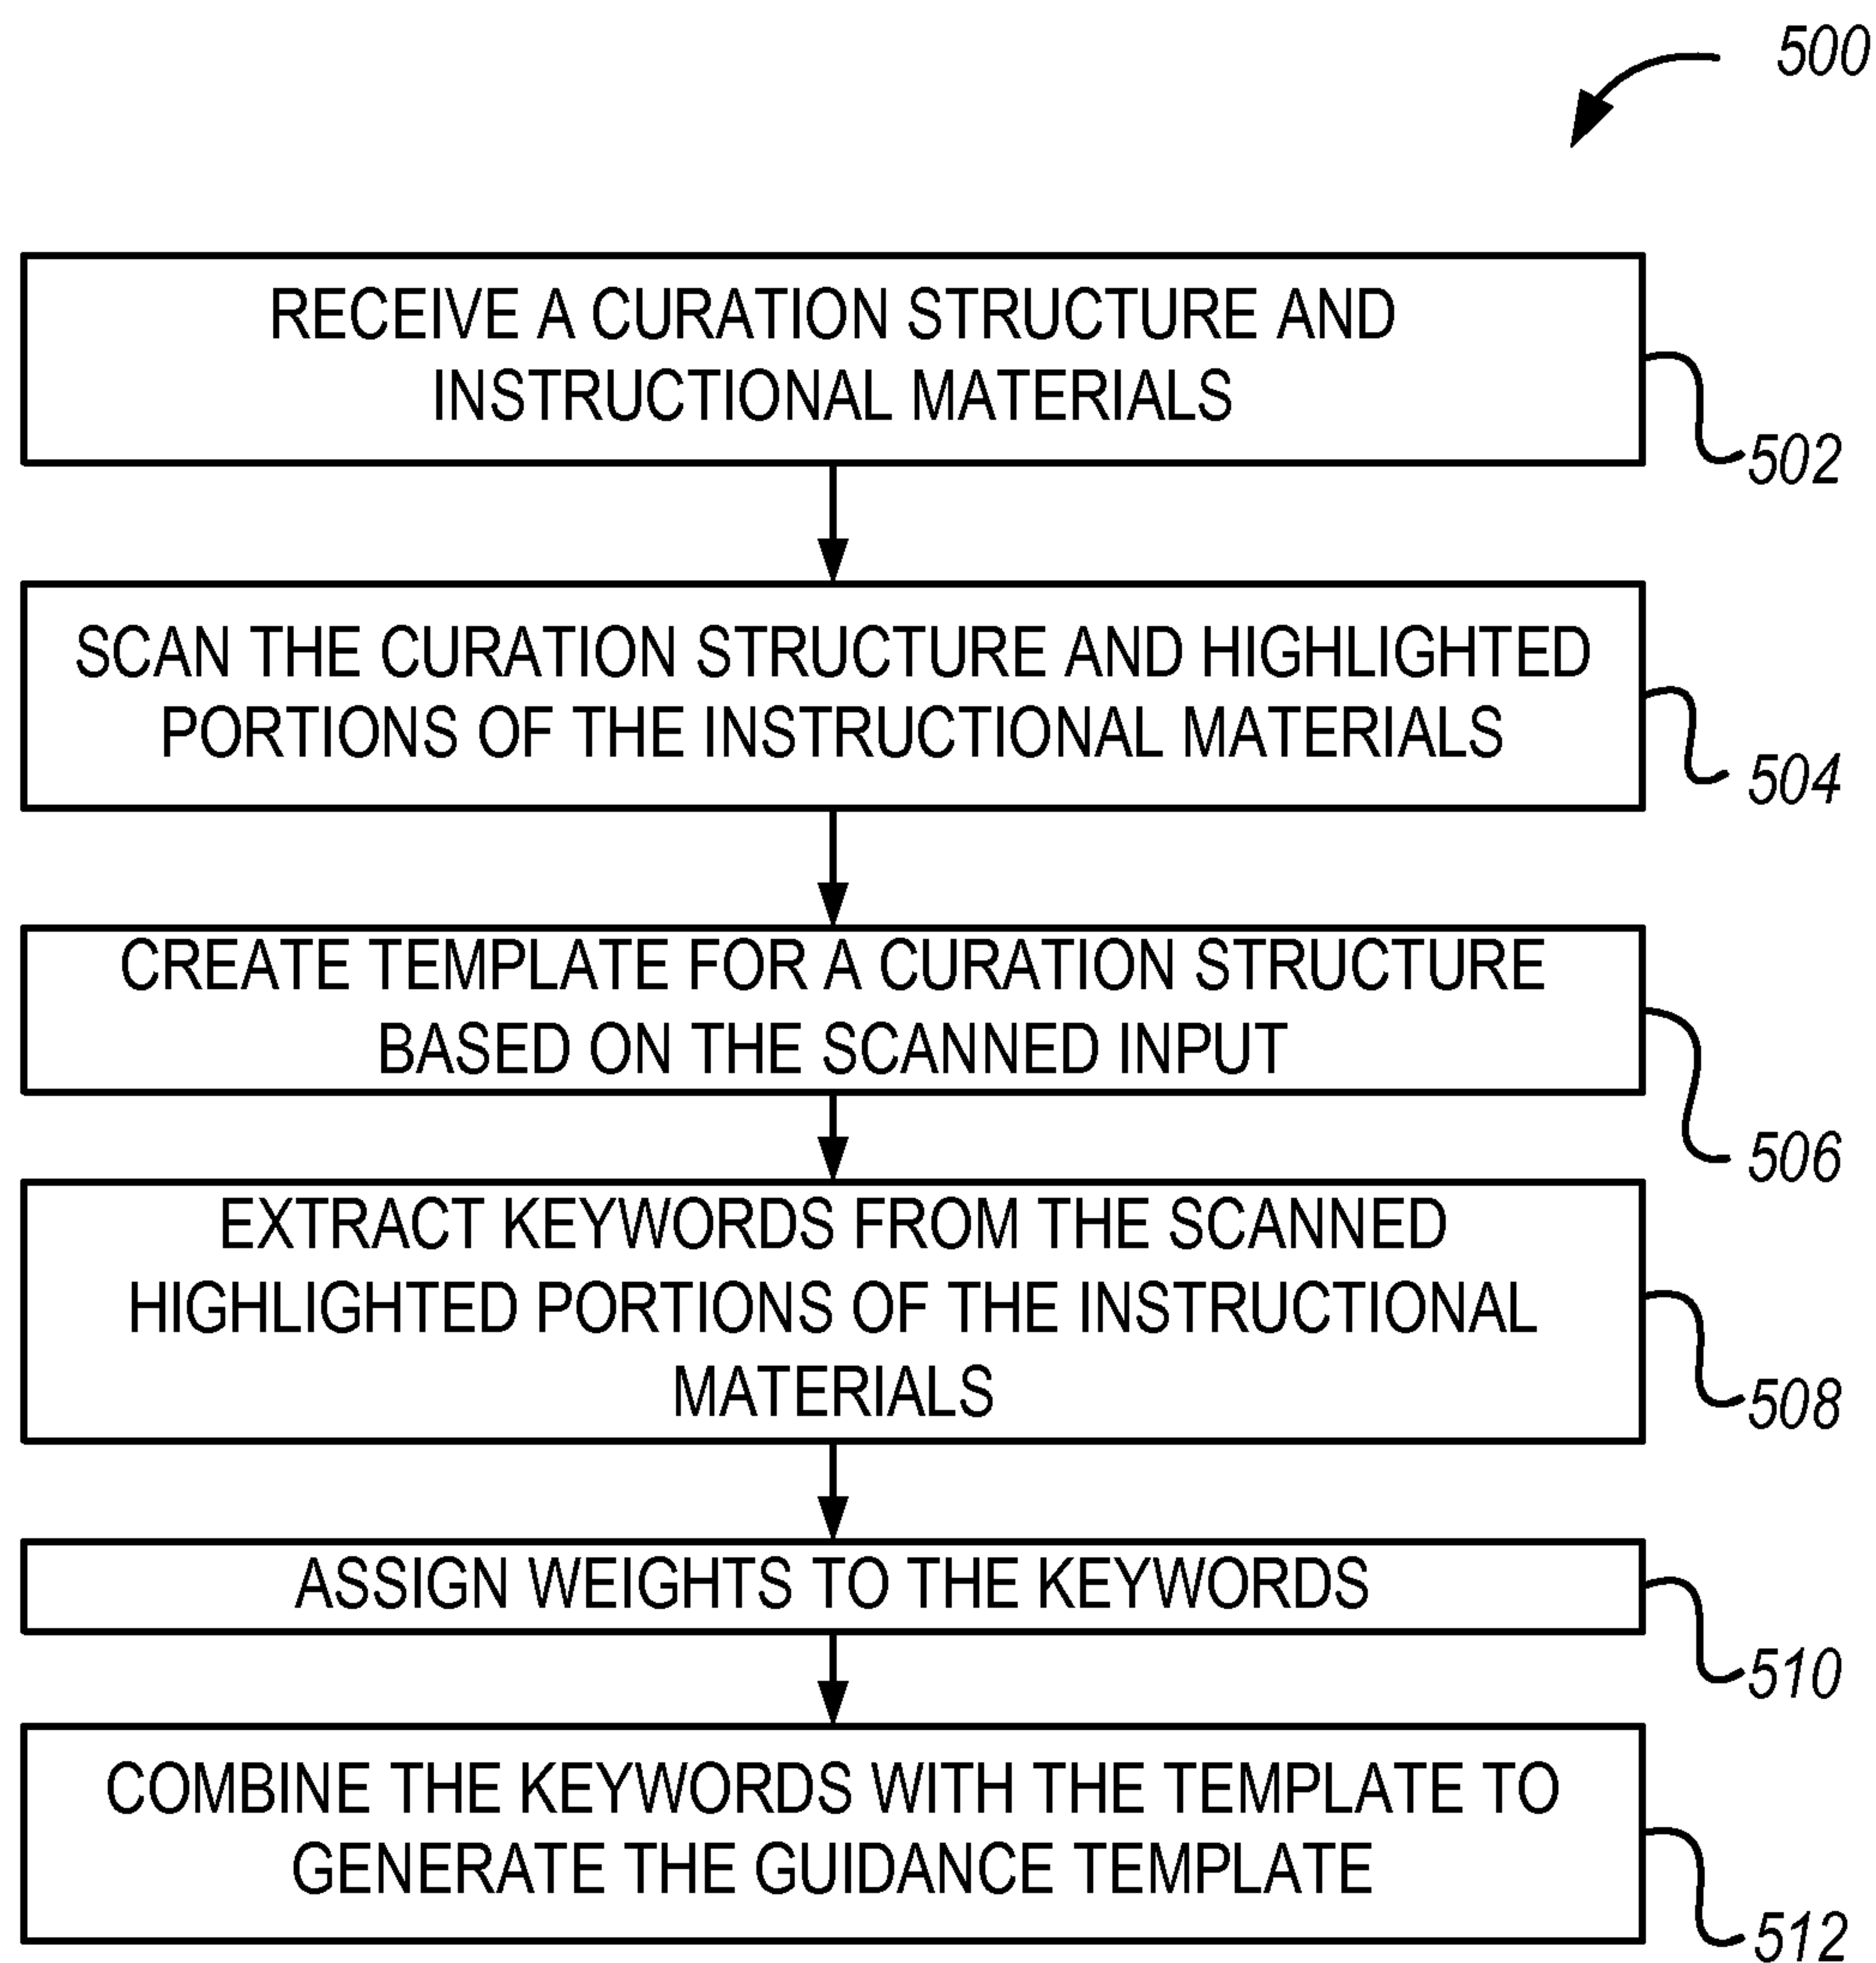 500
RECEIVE A CURATION STRUCTURE AND
INSTRUCTIONAL MATERIALS
502
SCAN THE CURATION STRUCTURE AND HIGHLIGHTED
PORTIONS OF THE INSTRUCTIONAL MATERIALS
504
CREATE TEMPLATE FOR A CURATION STRUCTURE
BASED ON THE SCANNED INPUT
506
EXTRACT KEYWORDS FROM THE SCANNED
HIGHLIGHTED PORTIONS OF THE INSTRUCTIONAL
MATERIALS
508
ASSIGN WEIGHTS TO THE KEYWORDS
510
COMBINE THE KEYWORDS WITH THE TEMPLATE TO
GENERATE THE GUIDANCE TEMPLATE
512